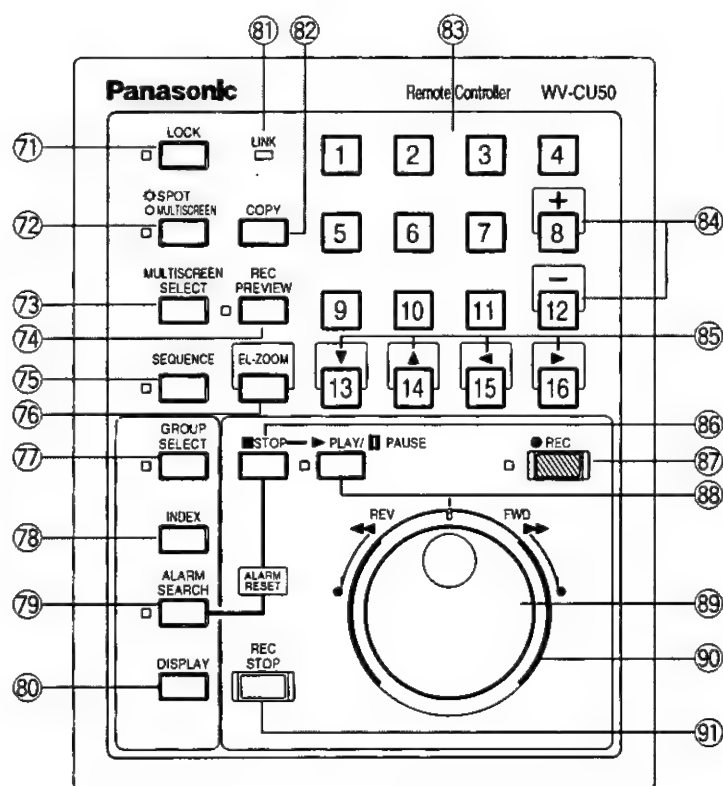 81 82 83
Panasonic Remote Controller WV-CU50
71 LOCK LINK 1 2 3 4
SPOT
MULTISCREEN COPY + 84
72 5 6 7 8
MULTISCREEN SELECT REC PREVIEW −
73 74 9 10 11 12
85
▼ ▲ ◀ ▶
75 SEQUENCE EL-ZOOM 13 14 15 16
76
86
77 GROUP SELECT ■STOP ▶ PLAY/ ❚❚ PAUSE ● REC 87
88
78 INDEX ◀◀ REV FWD ▶▶
79 ALARM SEARCH ALARM RESET 89
90
80 DISPLAY REC STOP
91